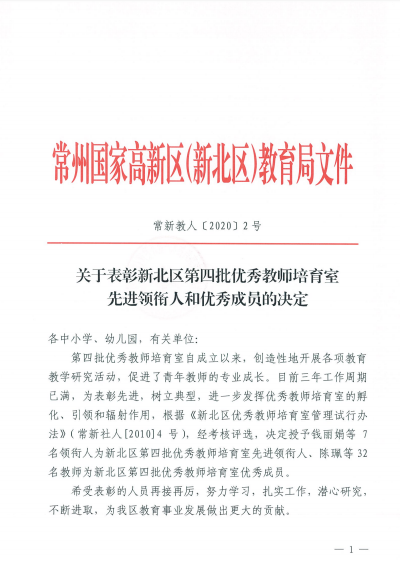 常州国家高新区(新北区)教育局文件
常新教人〔2020〕2号
关于表彰新北区第四批优秀教师培育室
先进领衔人和优秀成员的决定
各中小学、幼儿园，有关单位:
第四批优秀教师培育室自成立以来，创造性地开展各项教育
教学研究活动，促进了青年教师的专业成长。目前三年工作周期
已满，为表彰先进，树立典型，进一步发挥优秀教师培育室的孵
化、引领和辐射作用，根据《新北区优秀教师培育室管理试行办
法》（常新社人[2010]4 号），经考核评选，决定授予钱丽娟等 7
名领衔人为新北区第四批优秀教师培育室先进领衔人、陈珮等32
名教师为新北区第四批优秀教师培育室优秀成员。
希受表彰的人员再接再厉，努力学习，扎实工作，潜心研究，
不断进取，为我区教育事业发展做出更大的贡献。
— 1 —